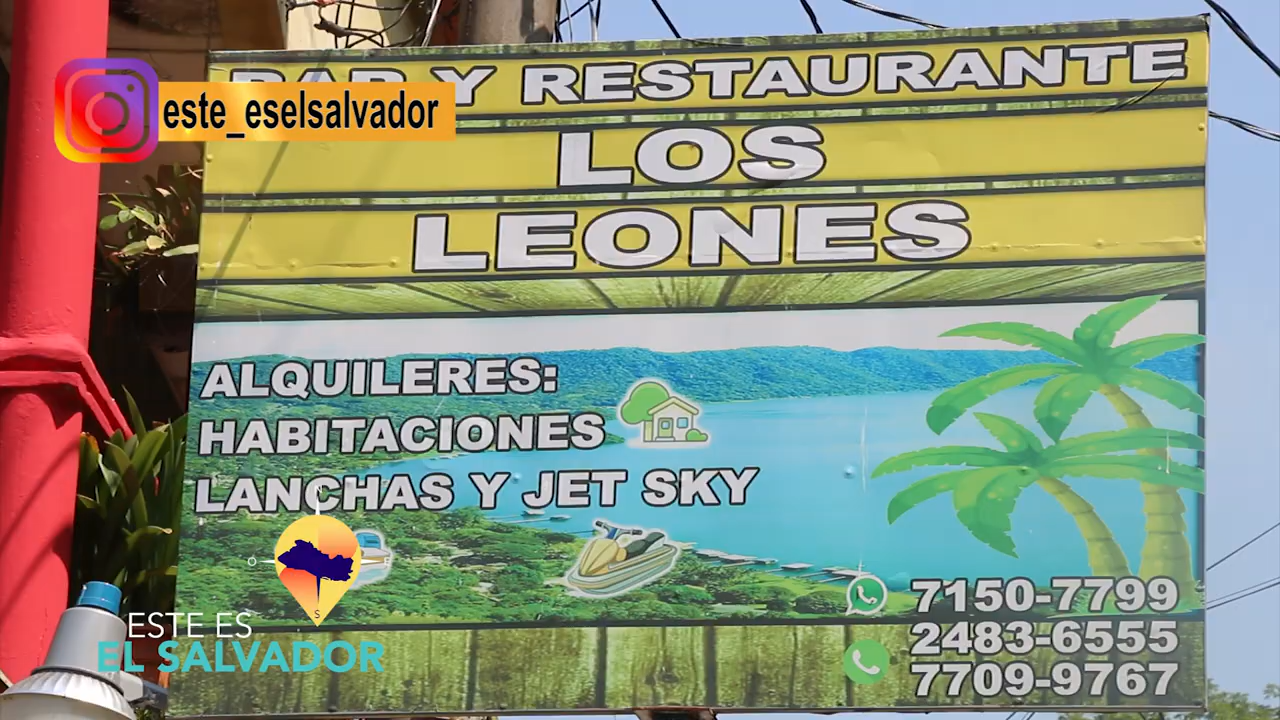 BAR Y RESTAURANTE
este_eselsalvador
LOS
LEONES
ALQUILERES:
HABITACIONES
LANCHAS Y JET SKY
7150-7799
2483-6555
7709-9767
S
ESTE ES
EL SALVADOR